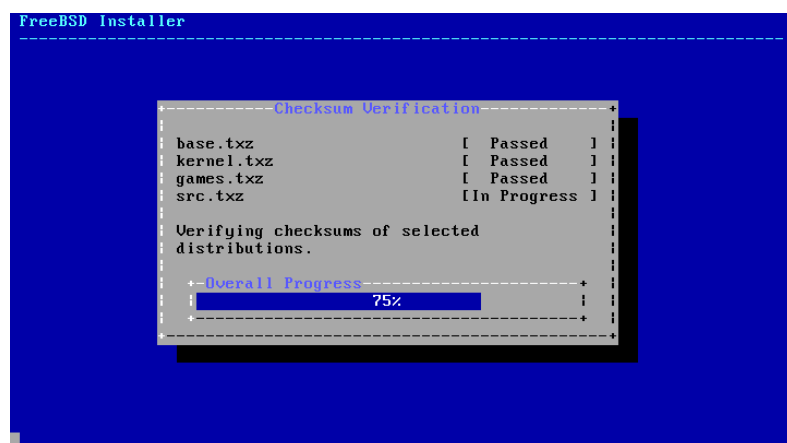 FreeBSD Installer
Checksum Verification
base.txz [ Passed ]
kernel.txz [ Passed ]
games.txz [ Passed ]
src.txz [In Progress ]
Verifying checksums of selected
distributions.
Overall Progress
75%